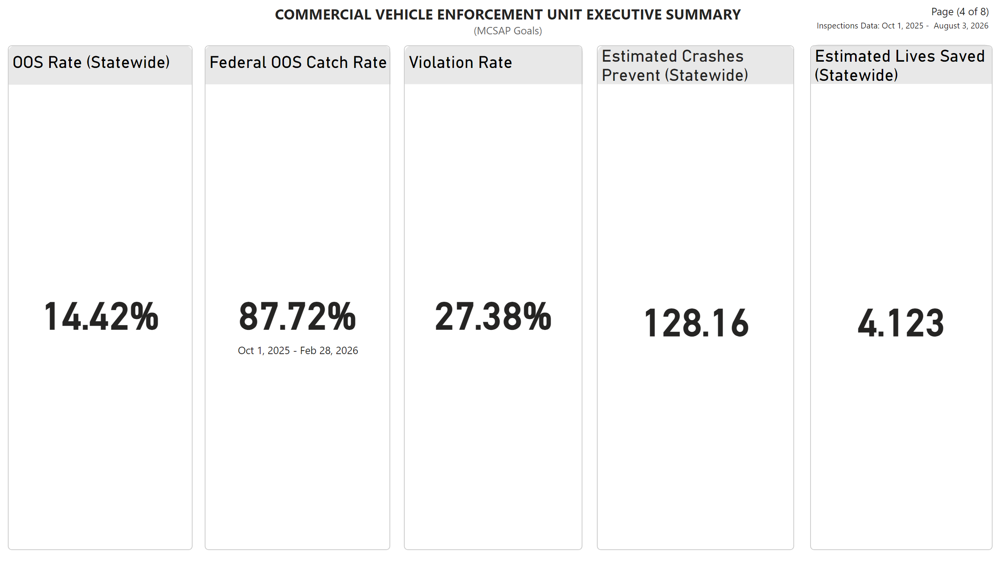 COMMERCIAL VEHICLE ENFORCEMENT UNIT EXECUTIVE SUMMARY
(MCSAP Goals)
Page (4 of 8)
Inspections Data: Oct 1, 2025 - August 3, 2026
OOS Rate (Statewide)
14.42%
Federal OOS Catch Rate
87.72%
Oct 1, 2025 - Feb 28, 2026
Violation Rate
27.38%
Estimated Crashes
Prevent (Statewide)
128.16
Estimated Lives Saved
(Statewide)
4.123